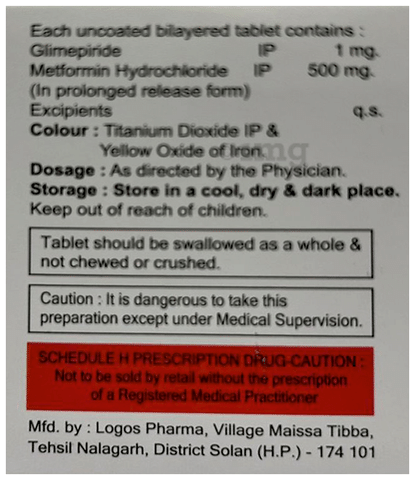 Each uncoated bilayered tablet contains :
Glimepiride IP 1 mg.
Metformin Hydrochloride IP 500 mg.
(In prolonged release form)
Excipients q.s.
Colour : Titanium Dioxide IP &
Yellow Oxide of Iron.
Dosage : As directed by the Physician.
Storage : Store in a cool, dry & dark place.
Keep out of reach of children.
Tablet should be swallowed as a whole &
not chewed or crushed.
Caution : It is dangerous to take this
preparation except under Medical Supervision.
SCHEDULE H PRESCRIPTION DRUG-CAUTION :
Not to be sold by retail without the prescription
of a Registered Medical Practitioner
Mfd. by : Logos Pharma, Village Maissa Tibba,
Tehsil Nalagarh, District Solan (H.P.) - 174 101